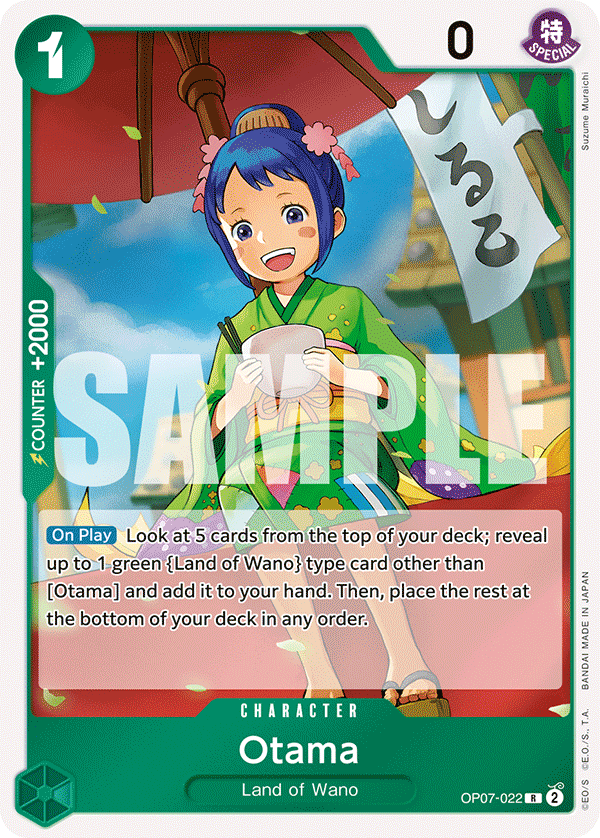 1
0
特
SPECIAL
Suzume Muraichi
しるこ
COUNTER +2000
SAMPLE
On Play Look at 5 cards from the top of your deck; reveal
up to 1 green {Land of Wano} type card other than
[Otama] and add it to your hand. Then, place the rest at
the bottom of your deck in any order.
CHARACTER
Otama
Land of Wano
OP07-022 R 2
©EO/S ©E.O./S., T.A. BANDAI MADE IN JAPAN